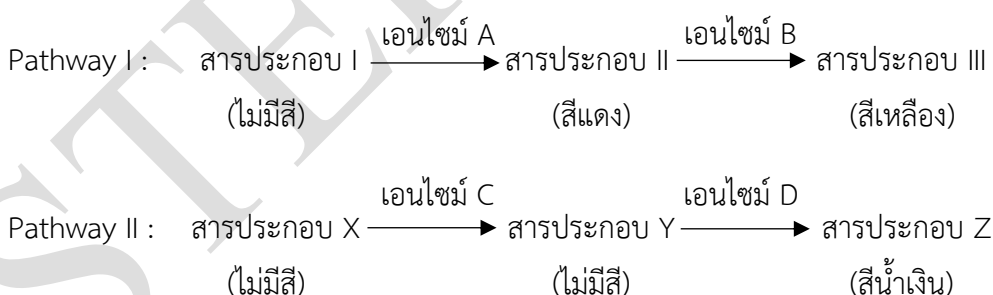 เอนไซม์ A เอนไซม์ B
Pathway I : สารประกอบ I สารประกอบ II สารประกอบ III
(ไม่มีสี) (สีแดง) (สีเหลือง)
เอนไซม์ C เอนไซม์ D
Pathway II : สารประกอบ X สารประกอบ Y สารประกอบ Z
(ไม่มีสี) (ไม่มีสี) (สีน้ำเงิน)